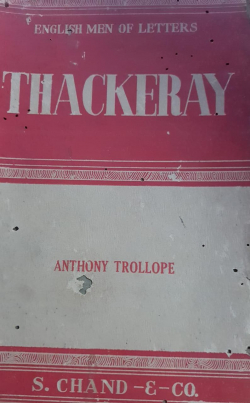 ENGLISH MEN OF LETTERS
THACKERAY
ANTHONY TROLLOPE
S. CHAND -&-CO.